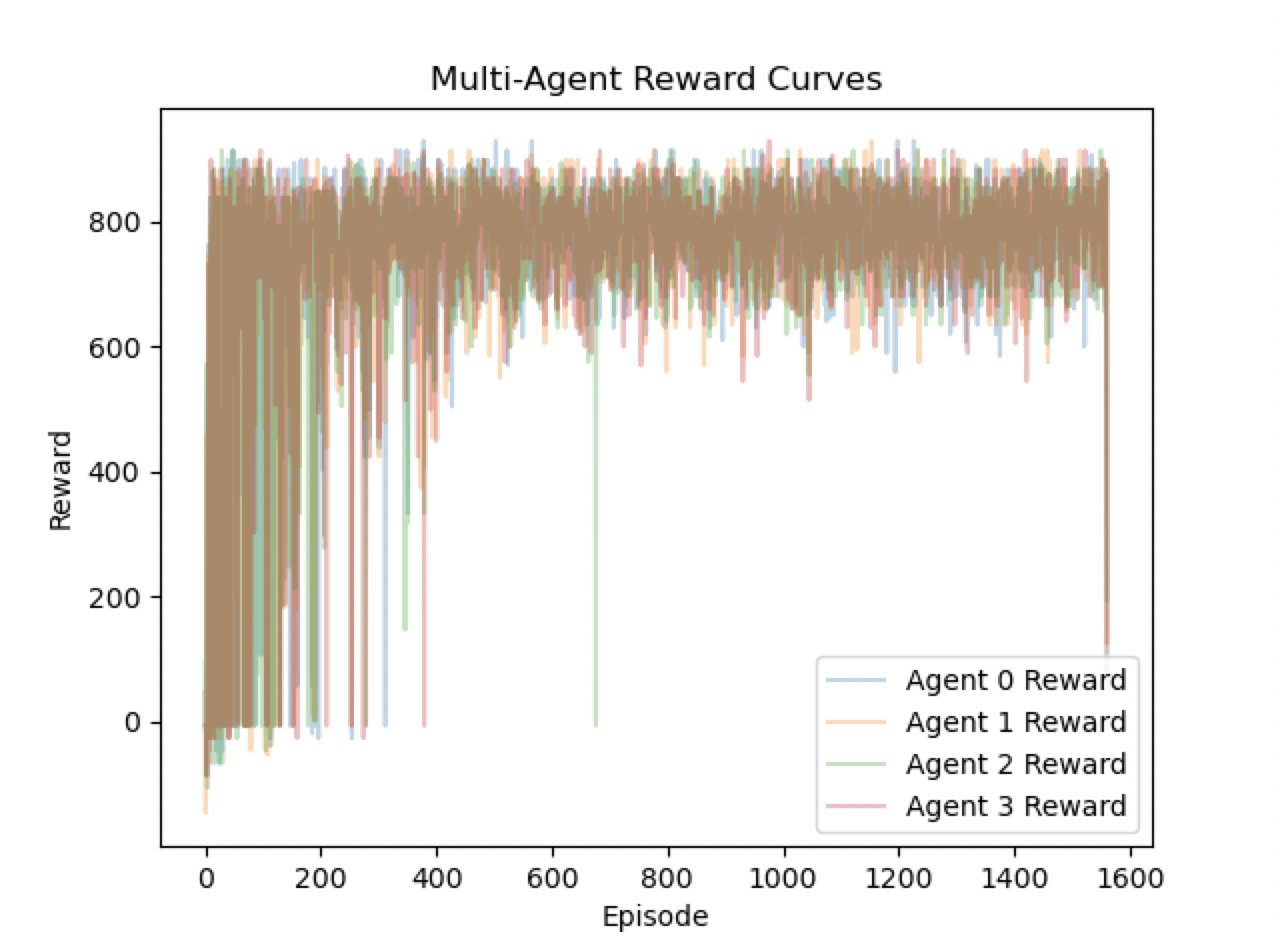 Multi-Agent Reward Curves
Reward
800
600
400
200
0
Agent 0 Reward
Agent 1 Reward
Agent 2 Reward
Agent 3 Reward
0 200 400 600 800 1000 1200 1400 1600
Episode